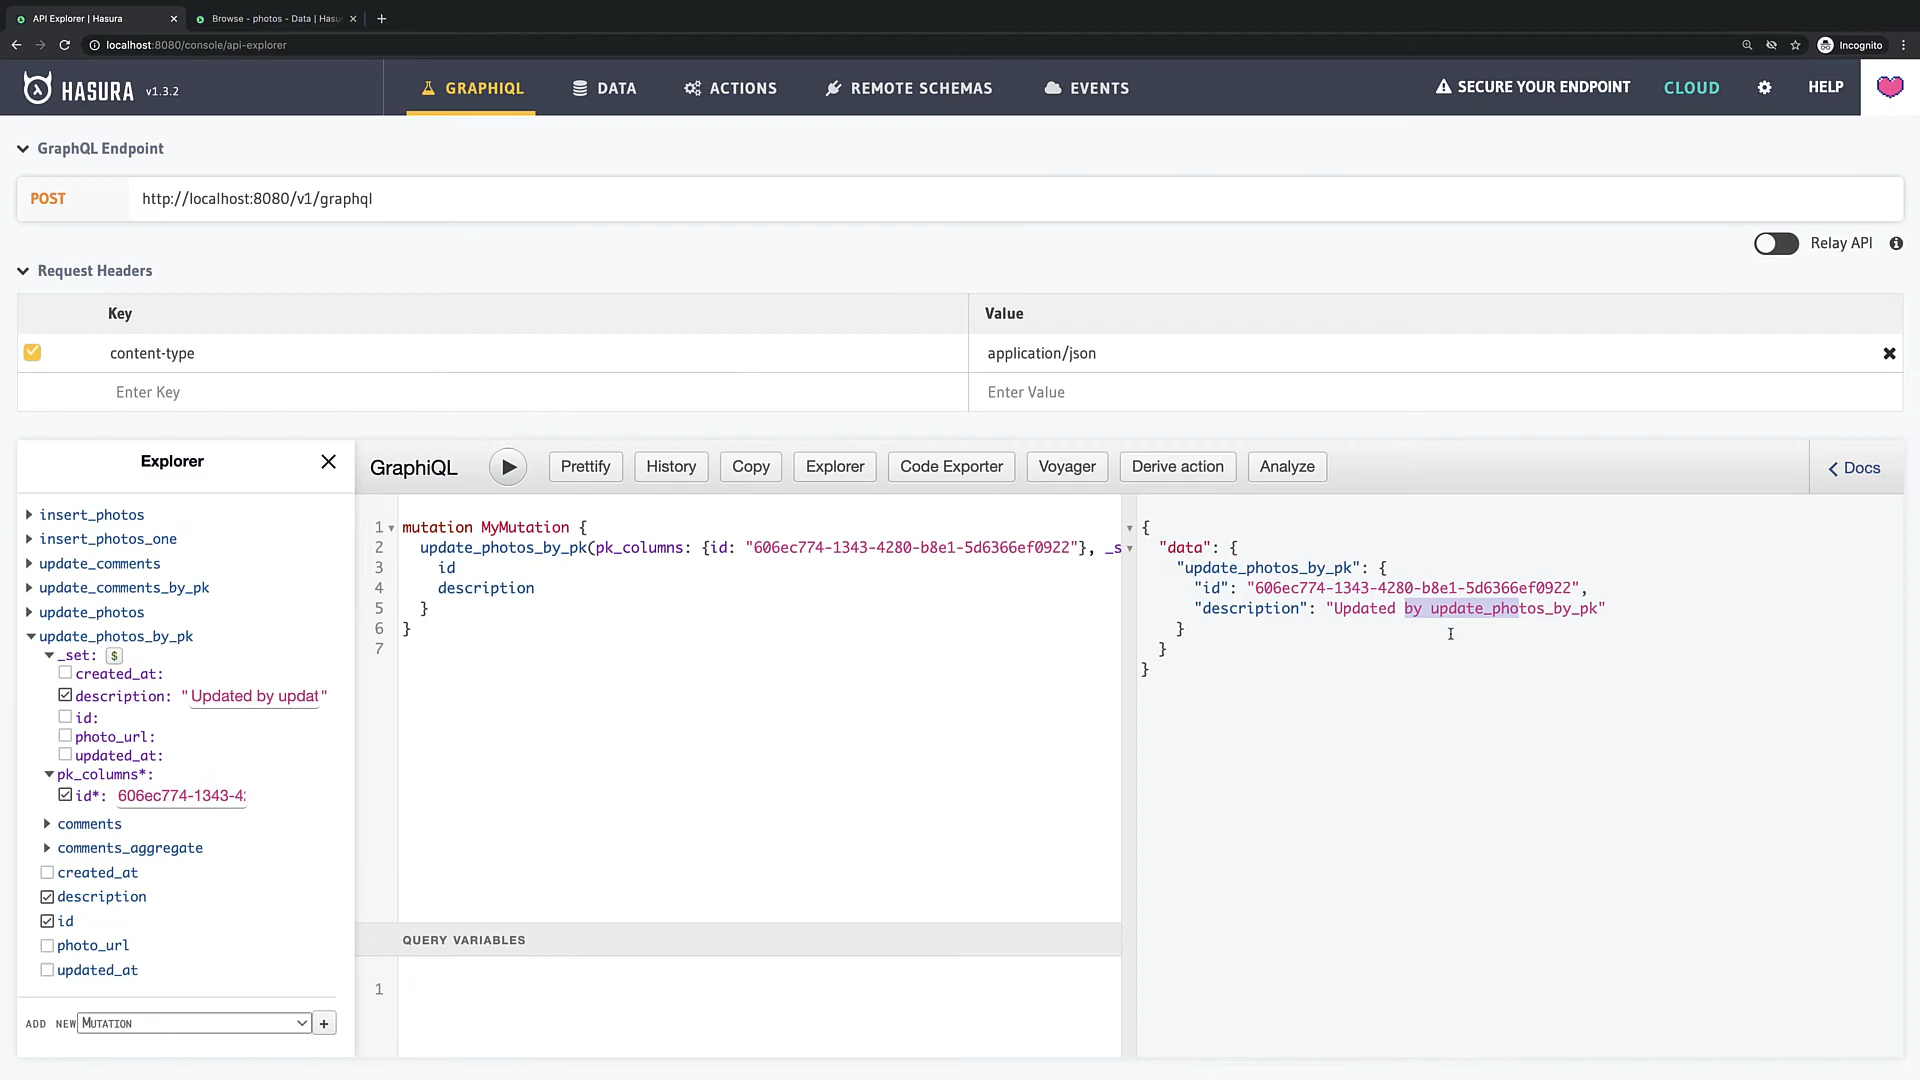 API Explorer | Hasura
Browse - photos - Data | Hasu
localhost:8080/console/api-explorer
Incognito
HASURA v1.3.2
GRAPHIQL
DATA
ACTIONS
REMOTE SCHEMAS
EVENTS
SECURE YOUR ENDPOINT
CLOUD
HELP
GraphQL Endpoint
POST http://localhost:8080/v1/graphql
Relay API
Request Headers
Key Value
content-type application/json
Enter Key Enter Value
Explorer
GraphiQL
Prettify
History
Copy
Explorer
Code Exporter
Voyager
Derive action
Analyze
Docs
insert_photos
insert_photos_one
update_comments
update_comments_by_pk
update_photos
update_photos_by_pk
_set: $
created_at:
description: "Updated by updat"
id:
photo_url:
updated_at:
pk_columns*:
id*: 606ec774-1343-42
comments
comments_aggregate
created_at
description
id
photo_url
updated_at
ADD NEW MUTATION +
1 mutation MyMutation {
2 update_photos_by_pk(pk_columns: {id: "606ec774-1343-4280-b8e1-5d6366ef0922"}, _s
3 id
4 description
5 }
6 }
7
QUERY VARIABLES
1
{
"data": {
"update_photos_by_pk": {
"id": "606ec774-1343-4280-b8e1-5d6366ef0922",
"description": "Updated by update_photos_by_pk"
}
}
}